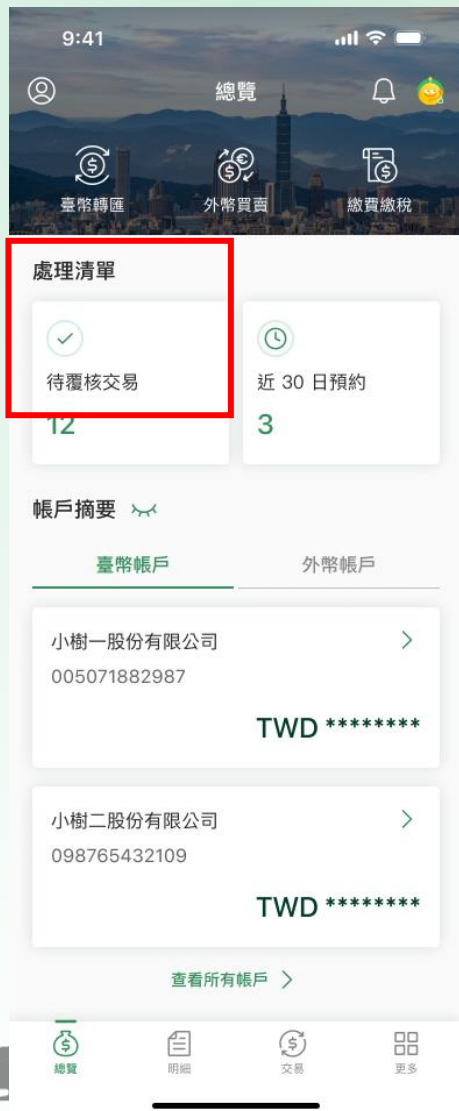 9:41
總覽
臺幣轉匯
外幣買賣
繳費繳稅
處理清單
待覆核交易
12
近 30 日預約
3
帳戶摘要
臺幣帳戶
外幣帳戶
小樹一股份有限公司
005071882987
TWD ********
小樹二股份有限公司
098765432109
TWD ********
查看所有帳戶
總覽
明細
交易
更多